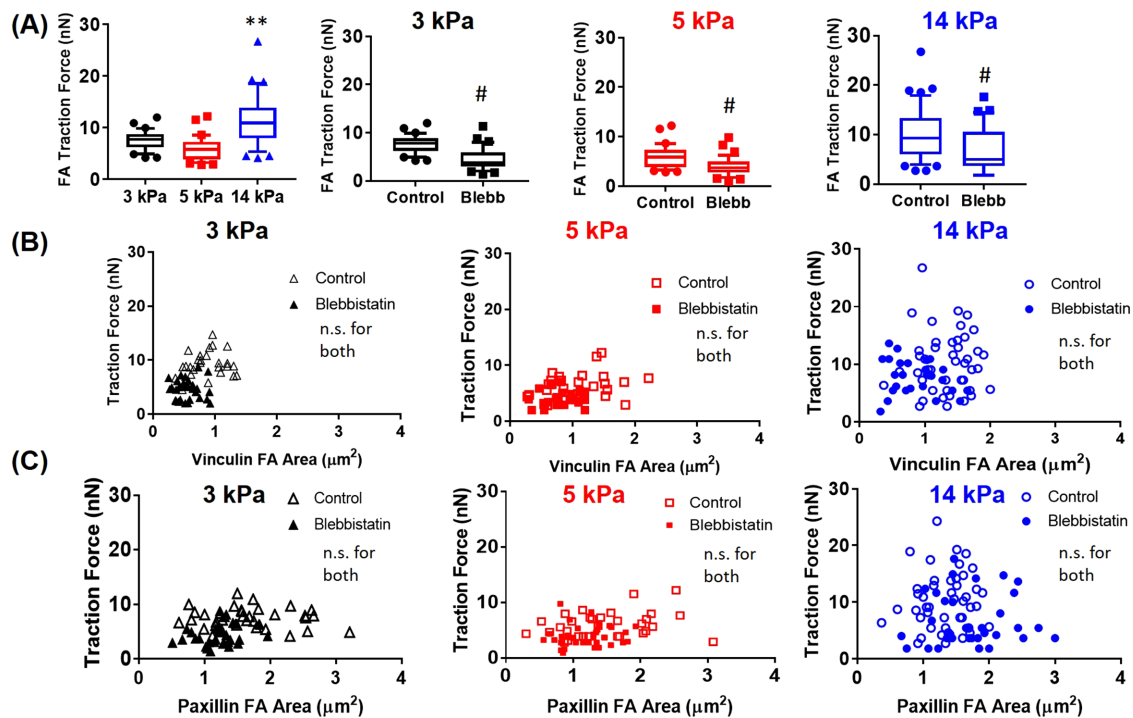 (A)
FA Traction Force (nN)
30
20
10
0
**
3 kPa 5 kPa 14 kPa
3 kPa
FA Traction Force (nN)
30
20
10
0
#
Control Blebb
5 kPa
FA Traction Force (nN)
30
20
10
0
#
Control Blebb
14 kPa
FA Traction Force (nN)
30
20
10
0
#
Control Blebb
(B)
3 kPa
Traction Force (nN)
30
20
10
0
Control
Blebbistatin
n.s. for
both
0 1 2 3 4
Vinculin FA Area (μm²)
5 kPa
Traction Force (nN)
30
20
10
0
Control
Blebbistatin
n.s. for
both
0 1 2 3 4
Vinculin FA Area (μm²)
14 kPa
Traction Force (nN)
30
20
10
0
Control
Blebbistatin
n.s. for
both
0 1 2 3 4
Vinculin FA Area (μm²)
(C)
3 kPa
Traction Force (nN)
30
20
10
0
Control
Blebbistatin
n.s. for
both
0 1 2 3 4
Paxillin FA Area (μm²)
5 kPa
Traction Force (nN)
30
20
10
0
Control
Blebbistatin
n.s. for
both
0 1 2 3 4
Paxillin FA Area (μm²)
14 kPa
Traction Force (nN)
30
20
10
0
Control
Blebbistatin
n.s. for
both
0 1 2 3 4
Paxillin FA Area (μm²)